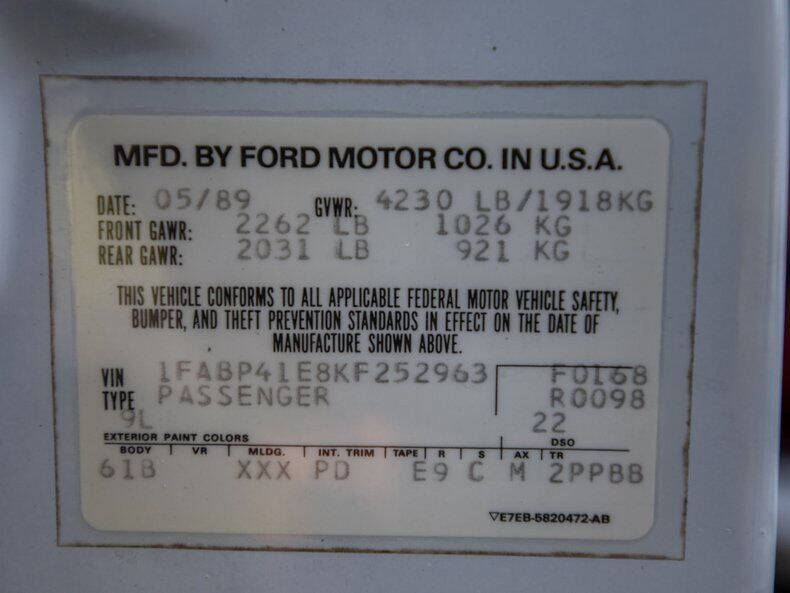 MFD. BY FORD MOTOR CO. IN U.S.A.
DATE: 05/89 GVWR: 4230 LB/1918KG
FRONT GAWR: 2262 LB 1026 KG
REAR GAWR: 2031 LB 921 KG
THIS VEHICLE CONFORMS TO ALL APPLICABLE FEDERAL MOTOR VEHICLE SAFETY,
BUMPER, AND THEFT PREVENTION STANDARDS IN EFFECT ON THE DATE OF
MANUFACTURE SHOWN ABOVE.
VIN 1FABP41E8KF252963 F0168
TYPE PASSENGER R0098
9L 22
EXTERIOR PAINT COLORS DSO
BODY VR MLDG. INT. TRIM TAPE R S AX TR
61B XXX PD E9 C M 2PPBB
▽E7EB-5820472-AB